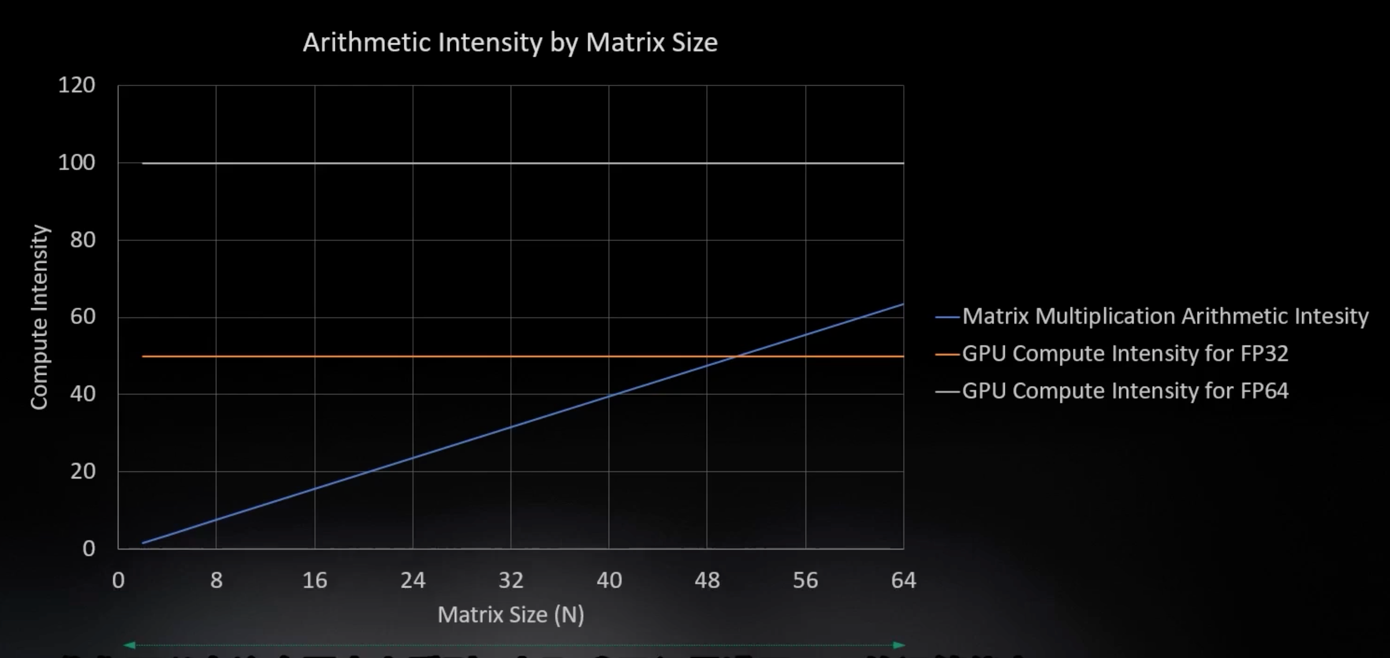 Arithmetic Intensity by Matrix Size
120
100
80
60
40
20
0
Compute Intensity
0 8 16 24 32 40 48 56 64
Matrix Size (N)
Matrix Multiplication Arithmetic Intesity
GPU Compute Intensity for FP32
GPU Compute Intensity for FP64